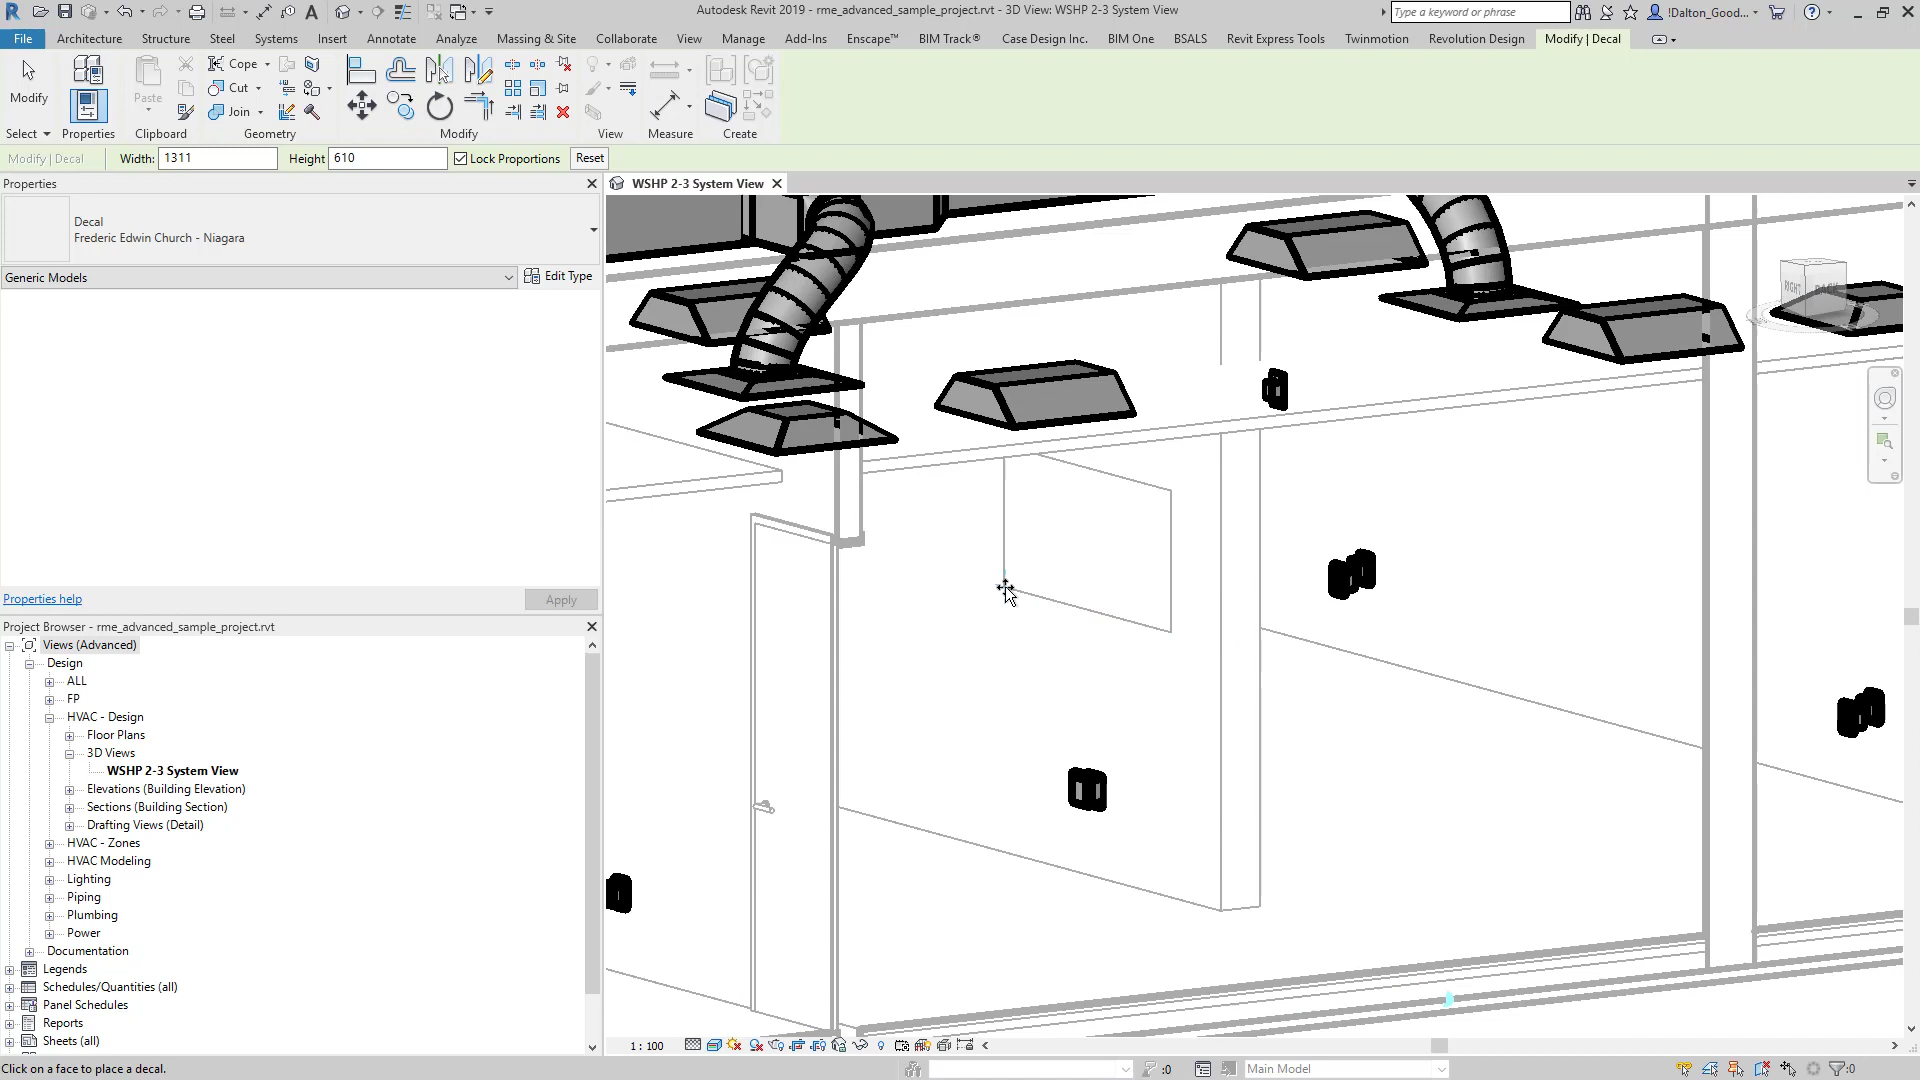 Autodesk Revit 2019 - rme_advanced_sample_project.rvt - 3D View: WSHP 2-3 System View
Type a keyword or phrase
!Dalton_Good...
File Architecture Structure Steel Systems Insert Annotate Analyze Massing & Site Collaborate View Manage Add-Ins Enscape™ BIM Track® Case Design Inc. BIM One BSALS Revit Express Tools Twinmotion Revolution Design Modify | Decal
Cope
Cut
Join
Modify
Paste
Select Properties Clipboard Geometry Modify View Measure Create
Modify | Decal Width: 1311 Height 610 Lock Proportions Reset
Properties
WSHP 2-3 System View
Decal
Frederic Edwin Church - Niagara
Generic Models
Edit Type
RIGHT
BACK
Properties help
Apply
Project Browser - rme_advanced_sample_project.rvt
Views (Advanced)
Design
ALL
FP
HVAC - Design
Floor Plans
3D Views
WSHP 2-3 System View
Elevations (Building Elevation)
Sections (Building Section)
Drafting Views (Detail)
HVAC - Zones
HVAC Modeling
Lighting
Piping
Plumbing
Power
Documentation
Legends
Schedules/Quantities (all)
Panel Schedules
Reports
Sheets (all)
1 : 100
Click on a face to place a decal.
:0
Main Model
:0